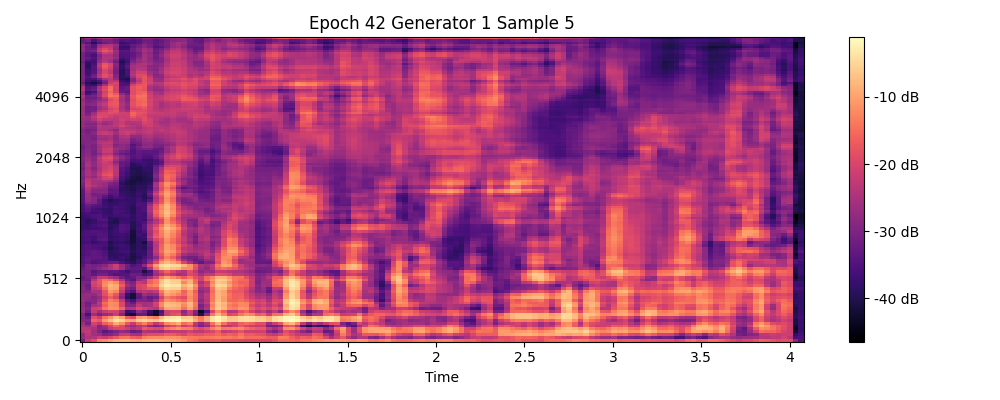 Epoch 42 Generator 1 Sample 5
Hz
4096
2048
1024
512
0
0 0.5 1 1.5 2 2.5 3 3.5 4
Time
-10 dB
-20 dB
-30 dB
-40 dB